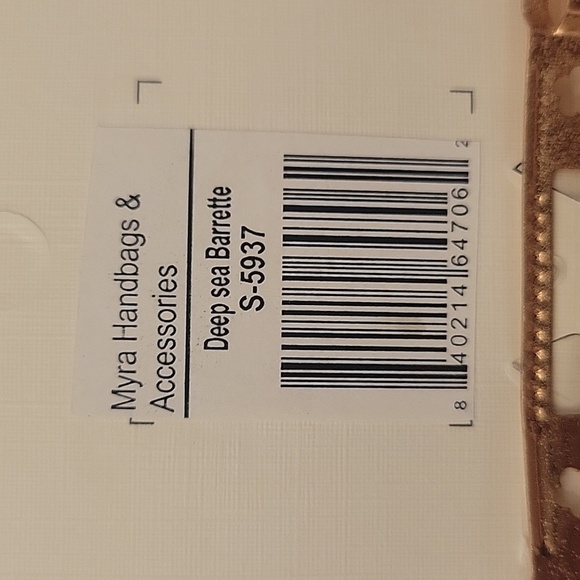 Myra Handbags &
Accessories
Deep sea Barrette
S-5937
8 40214 64706 2